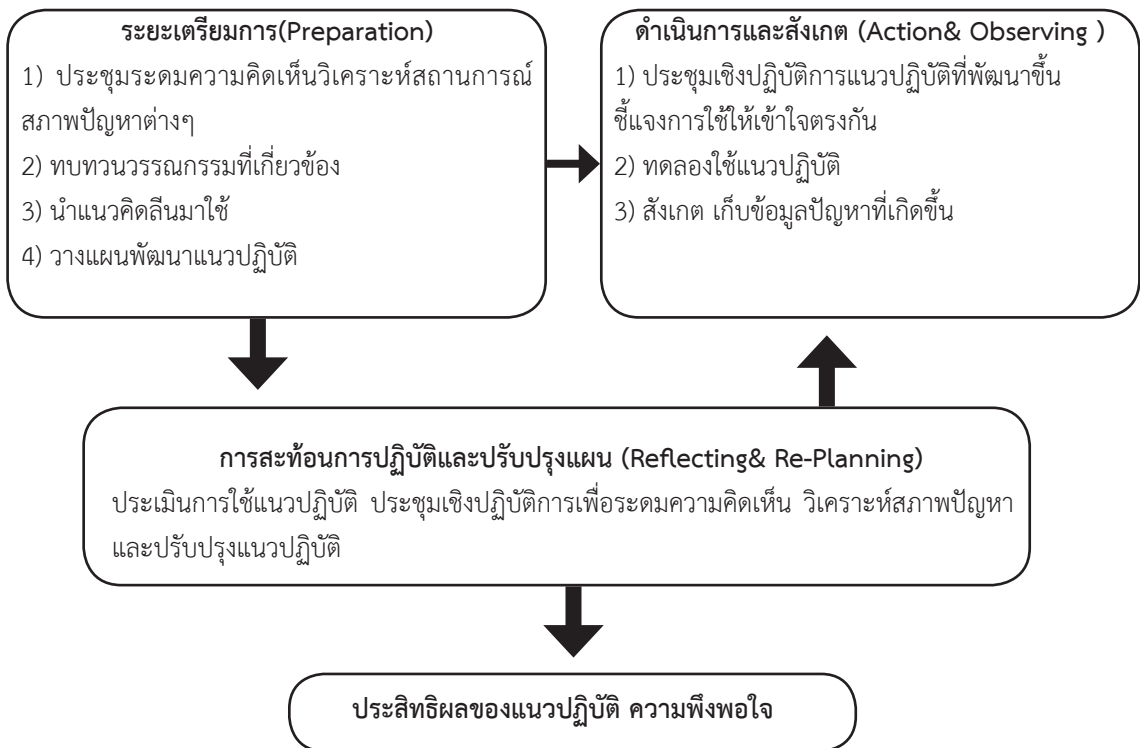 ระยะเตรียมการ(Preparation)
1) ประชุมระดมความคิดเห็นวิเคราะห์สถานการณ์
สภาพปัญหาต่างๆ
2) ทบทวนวรรณกรรมที่เกี่ยวข้อง
3) นำแนวคิดลีนมาใช้
4) วางแผนพัฒนาแนวปฏิบัติ
ดำเนินการและสังเกต (Action& Observing )
1) ประชุมเชิงปฏิบัติการแนวปฏิบัติที่พัฒนาขึ้น
ชี้แจงการใช้ให้เข้าใจตรงกัน
2) ทดลองใช้แนวปฏิบัติ
3) สังเกต เก็บข้อมูลปัญหาที่เกิดขึ้น
การสะท้อนการปฏิบัติและปรับปรุงแผน (Reflecting& Re-Planning)
ประเมินการใช้แนวปฏิบัติ ประชุมเชิงปฏิบัติการเพื่อระดมความคิดเห็น วิเคราะห์สภาพปัญหา
และปรับปรุงแนวปฏิบัติ
ประสิทธิผลของแนวปฏิบัติ ความพึงพอใจ